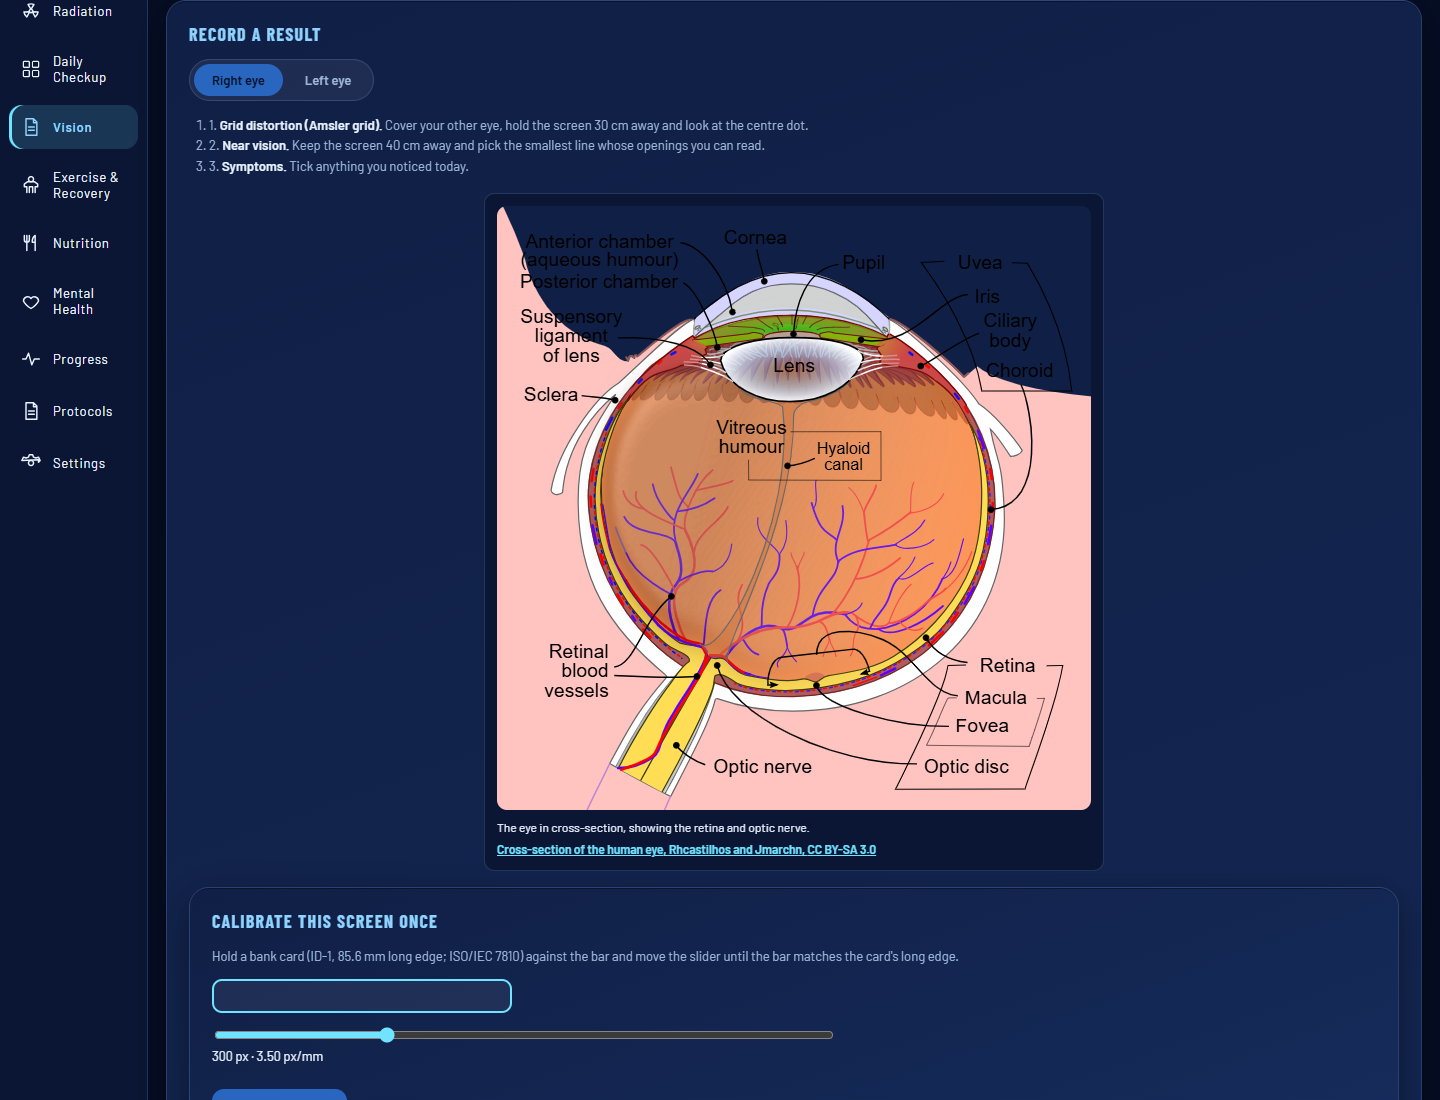 Radiation
Daily
Checkup
Vision
Exercise &
Recovery
Nutrition
Mental
Health
Progress
Protocols
Settings
RECORD A RESULT
Right eye
Left eye
1. 1. Grid distortion (Amsler grid). Cover your other eye, hold the screen 30 cm away and look at the centre dot.
2. 2. Near vision. Keep the screen 40 cm away and pick the smallest line whose openings you can read.
3. 3. Symptoms. Tick anything you noticed today.
Anterior chamber
(aqueous humour)
Posterior chamber
Cornea
Pupil
Uvea
Iris
Ciliary
body
Choroid
Suspensory
ligament
of lens
Lens
Sclera
Vitreous
humour
Hyaloid
canal
Retinal
blood
vessels
Retina
Macula
Fovea
Optic nerve
Optic disc
The eye in cross-section, showing the retina and optic nerve.
Cross-section of the human eye, Rhcastilhos and Jmarchn, CC BY-SA 3.0
CALIBRATE THIS SCREEN ONCE
Hold a bank card (ID-1, 85.6 mm long edge; ISO/IEC 7810) against the bar and move the slider until the bar matches the card's long edge.
300 px · 3.50 px/mm